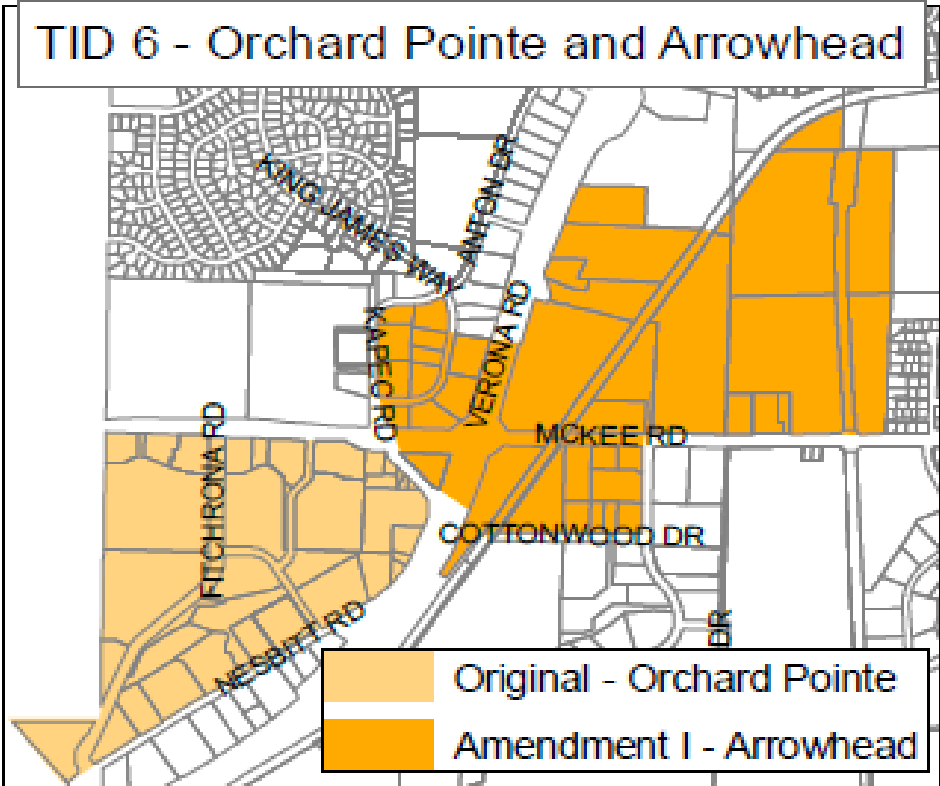 TID 6 - Orchard Pointe and Arrowhead
KING JAMES WAY
ANTON DR
VERONA RD
KAPEC RD
FITCHRONA RD
MCKEE RD
COTTONWOOD DR
NESBITT RD
DR
Original - Orchard Pointe
Amendment I - Arrowhead